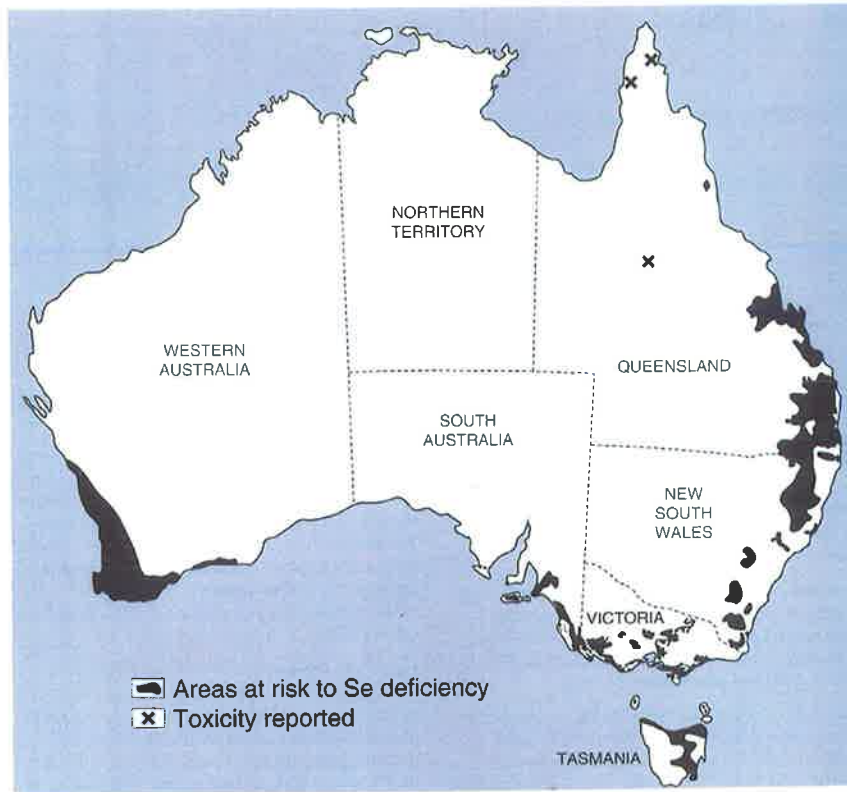 NORTHERN
TERRITORY
WESTERN
AUSTRALIA
QUEENSLAND
SOUTH
AUSTRALIA
NEW
SOUTH
WALES
VICTORIA
Areas at risk to Se deficiency
Toxicity reported
TASMANIA